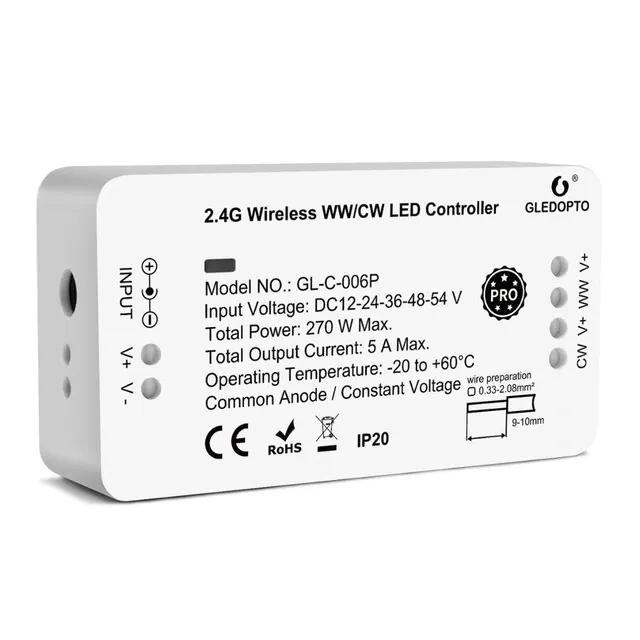 GLEDOPTO
®
2.4G Wireless WW/CW LED Controller
Model NO.: GL-C-006P
Input Voltage: DC12-24-36-48-54 V
Total Power: 270 W Max.
Total Output Current: 5 A Max.
Operating Temperature: -20 to +60°C
Common Anode / Constant Voltage
CE
RoHS
IP20
PRO
wire preparation
0.33-2.08mm²
9-10mm
INPUT
+
-
V+
V -
V+
WW
V+
CW